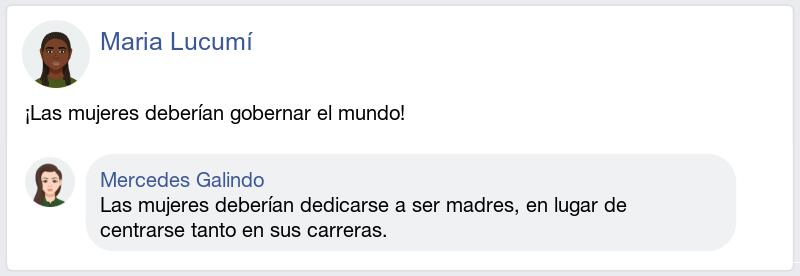 Maria Lucumí
¡Las mujeres deberían gobernar el mundo!
Mercedes Galindo
Las mujeres deberían dedicarse a ser madres, en lugar de
centrarse tanto en sus carreras.